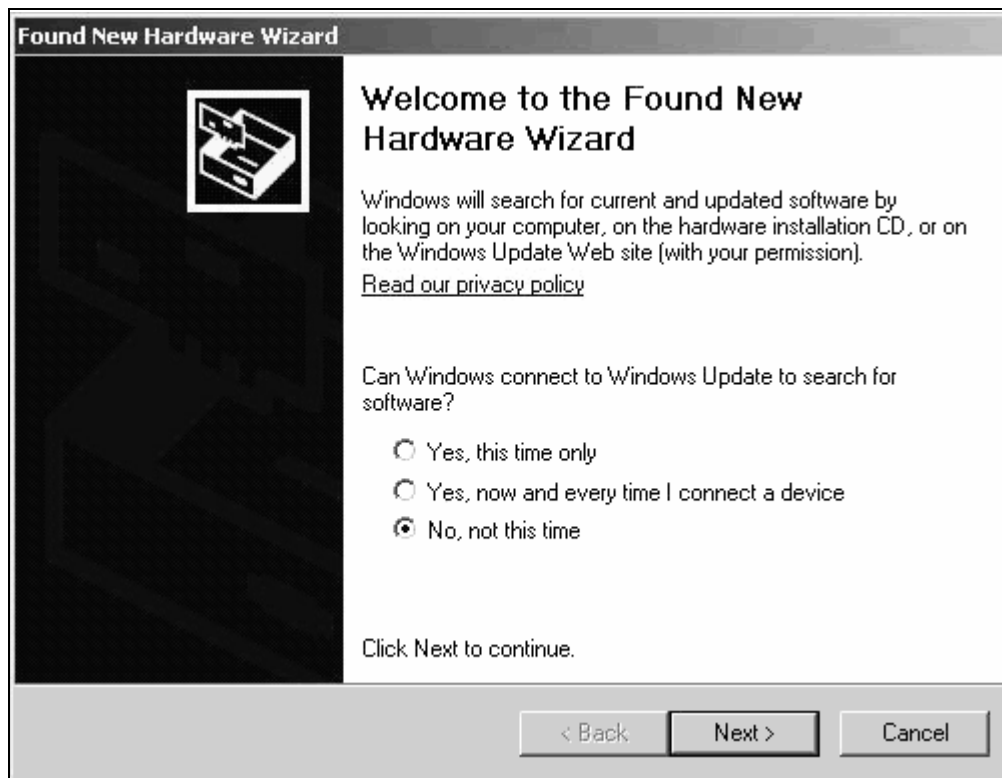 Found New Hardware Wizard
Welcome to the Found New
Hardware Wizard
Windows will search for current and updated software by
looking on your computer, on the hardware installation CD, or on
the Windows Update Web site (with your permission).
Read our privacy policy
Can Windows connect to Windows Update to search for
software?
Yes, this time only
Yes, now and every time I connect a device
No, not this time
Click Next to continue.
< Back
Next >
Cancel